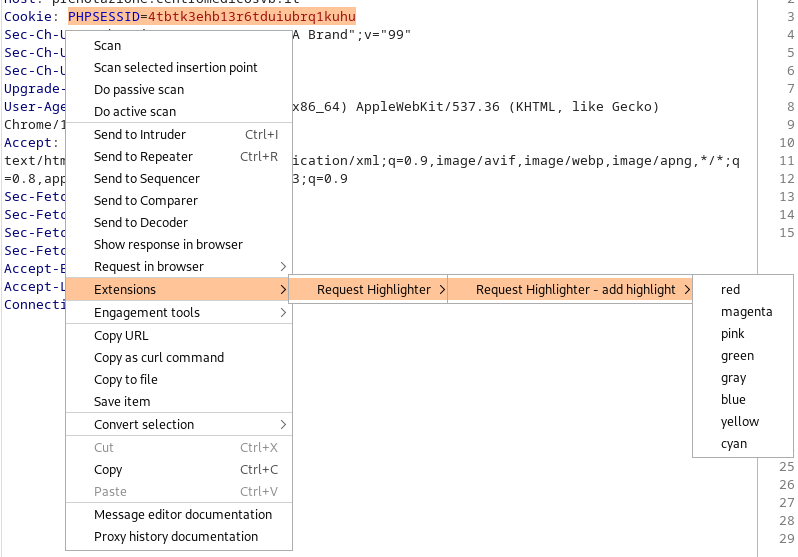 Host: prenotazione.centromedicosvb.it
Cookie: PHPSESSID=4tbtk3ehb13r6tduiubrq1kuhu 3
Sec-Ch-U A Brand";v="99" 4
Sec-Ch-U 5
Sec-Ch-U 6
Upgrade- 7
User-Age x86_64) AppleWebKit/537.36 (KHTML, like Gecko) 8
Chrome/1 9
Accept: 10
text/htm ication/xml;q=0.9,image/avif,image/webp,image/apng,*/*;q 11
=0.8,app 3;q=0.9 12
Sec-Fetc 13
Sec-Fetc 14
Sec-Fetc 15
Sec-Fetc
Accept-E
Accept-L
Connecti
Scan
Scan selected insertion point
Do passive scan
Do active scan
Send to Intruder Ctrl+I
Send to Repeater Ctrl+R
Send to Sequencer
Send to Comparer
Send to Decoder
Show response in browser
Request in browser
Extensions
Engagement tools
Copy URL
Copy as curl command
Copy to file
Save item
Convert selection
Cut Ctrl+X
Copy Ctrl+C
Paste Ctrl+V
Message editor documentation
Proxy history documentation
Request Highlighter
Request Highlighter - add highlight
red
magenta
pink
green
gray
blue
yellow
cyan
25
26
27
28
29